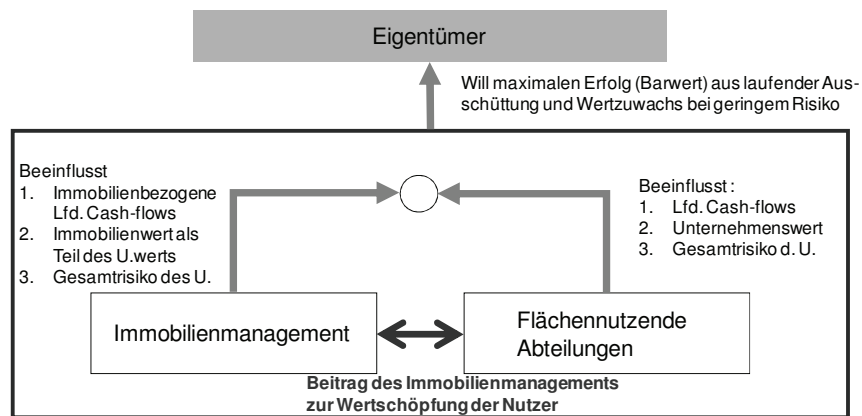 Eigentümer
Will maximalen Erfolg (Barwert) aus laufender Aus-
schüttung und Wertzuwachs bei geringem Risiko
Beeinflusst
1. Immobilienbezogene
Lfd. Cash-flows
2. Immobilienwert als
Teil des U.werts
3. Gesamtrisiko des U.
Beeinflusst :
1. Lfd. Cash-flows
2. Unternehmenswert
3. Gesamtrisiko d. U.
Immobilienmanagement
Flächennutzende
Abteilungen
Beitrag des Immobilienmanagements
zur Wertschöpfung der Nutzer